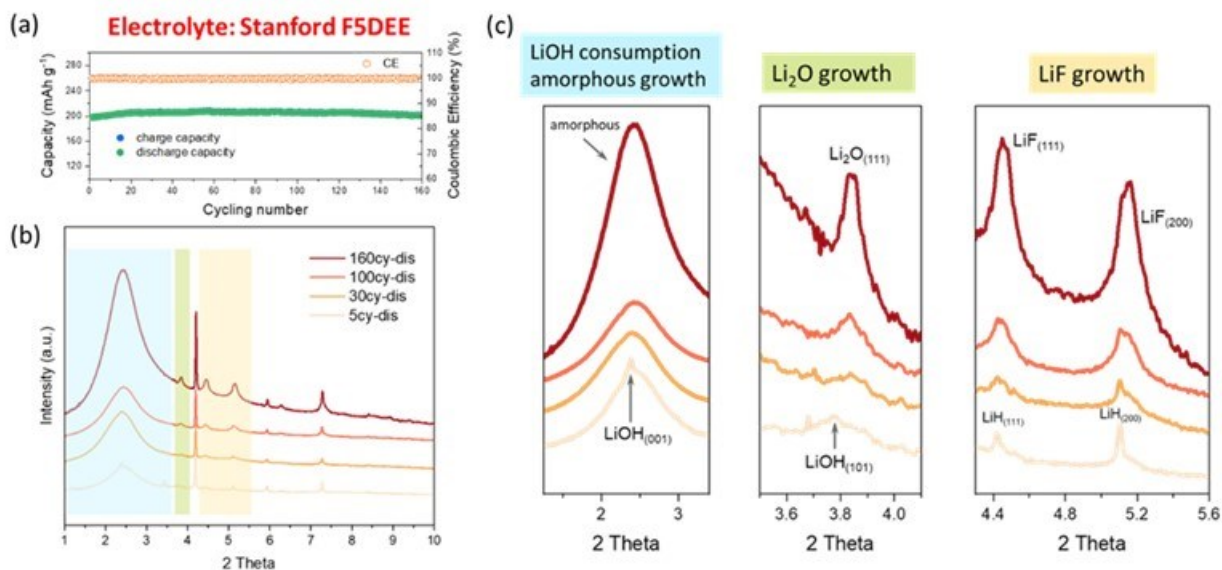 (a)
Electrolyte: Stanford F5DEE
Capacity (mAh g⁻¹)
280
240
200
160
120
CE
charge capacity
discharge capacity
110
100
90
80
70
60
Coulombic Efficiency (%)
0 20 40 60 80 100 120 140 160
Cycling number
(b)
Intensity (a.u.)
160cy-dis
100cy-dis
30cy-dis
5cy-dis
1 2 3 4 5 6 7 8 9 10
2 Theta
(c)
LiOH consumption
amorphous growth
amorphous
LiOH(001)
2 3
2 Theta
Li₂O growth
Li₂O(111)
LiOH(101)
3.6 3.8 4.0
2 Theta
LiF growth
LiF(111)
LiF(200)
LiH(111)
LiH(200)
4.4 4.8 5.2 5.6
2 Theta